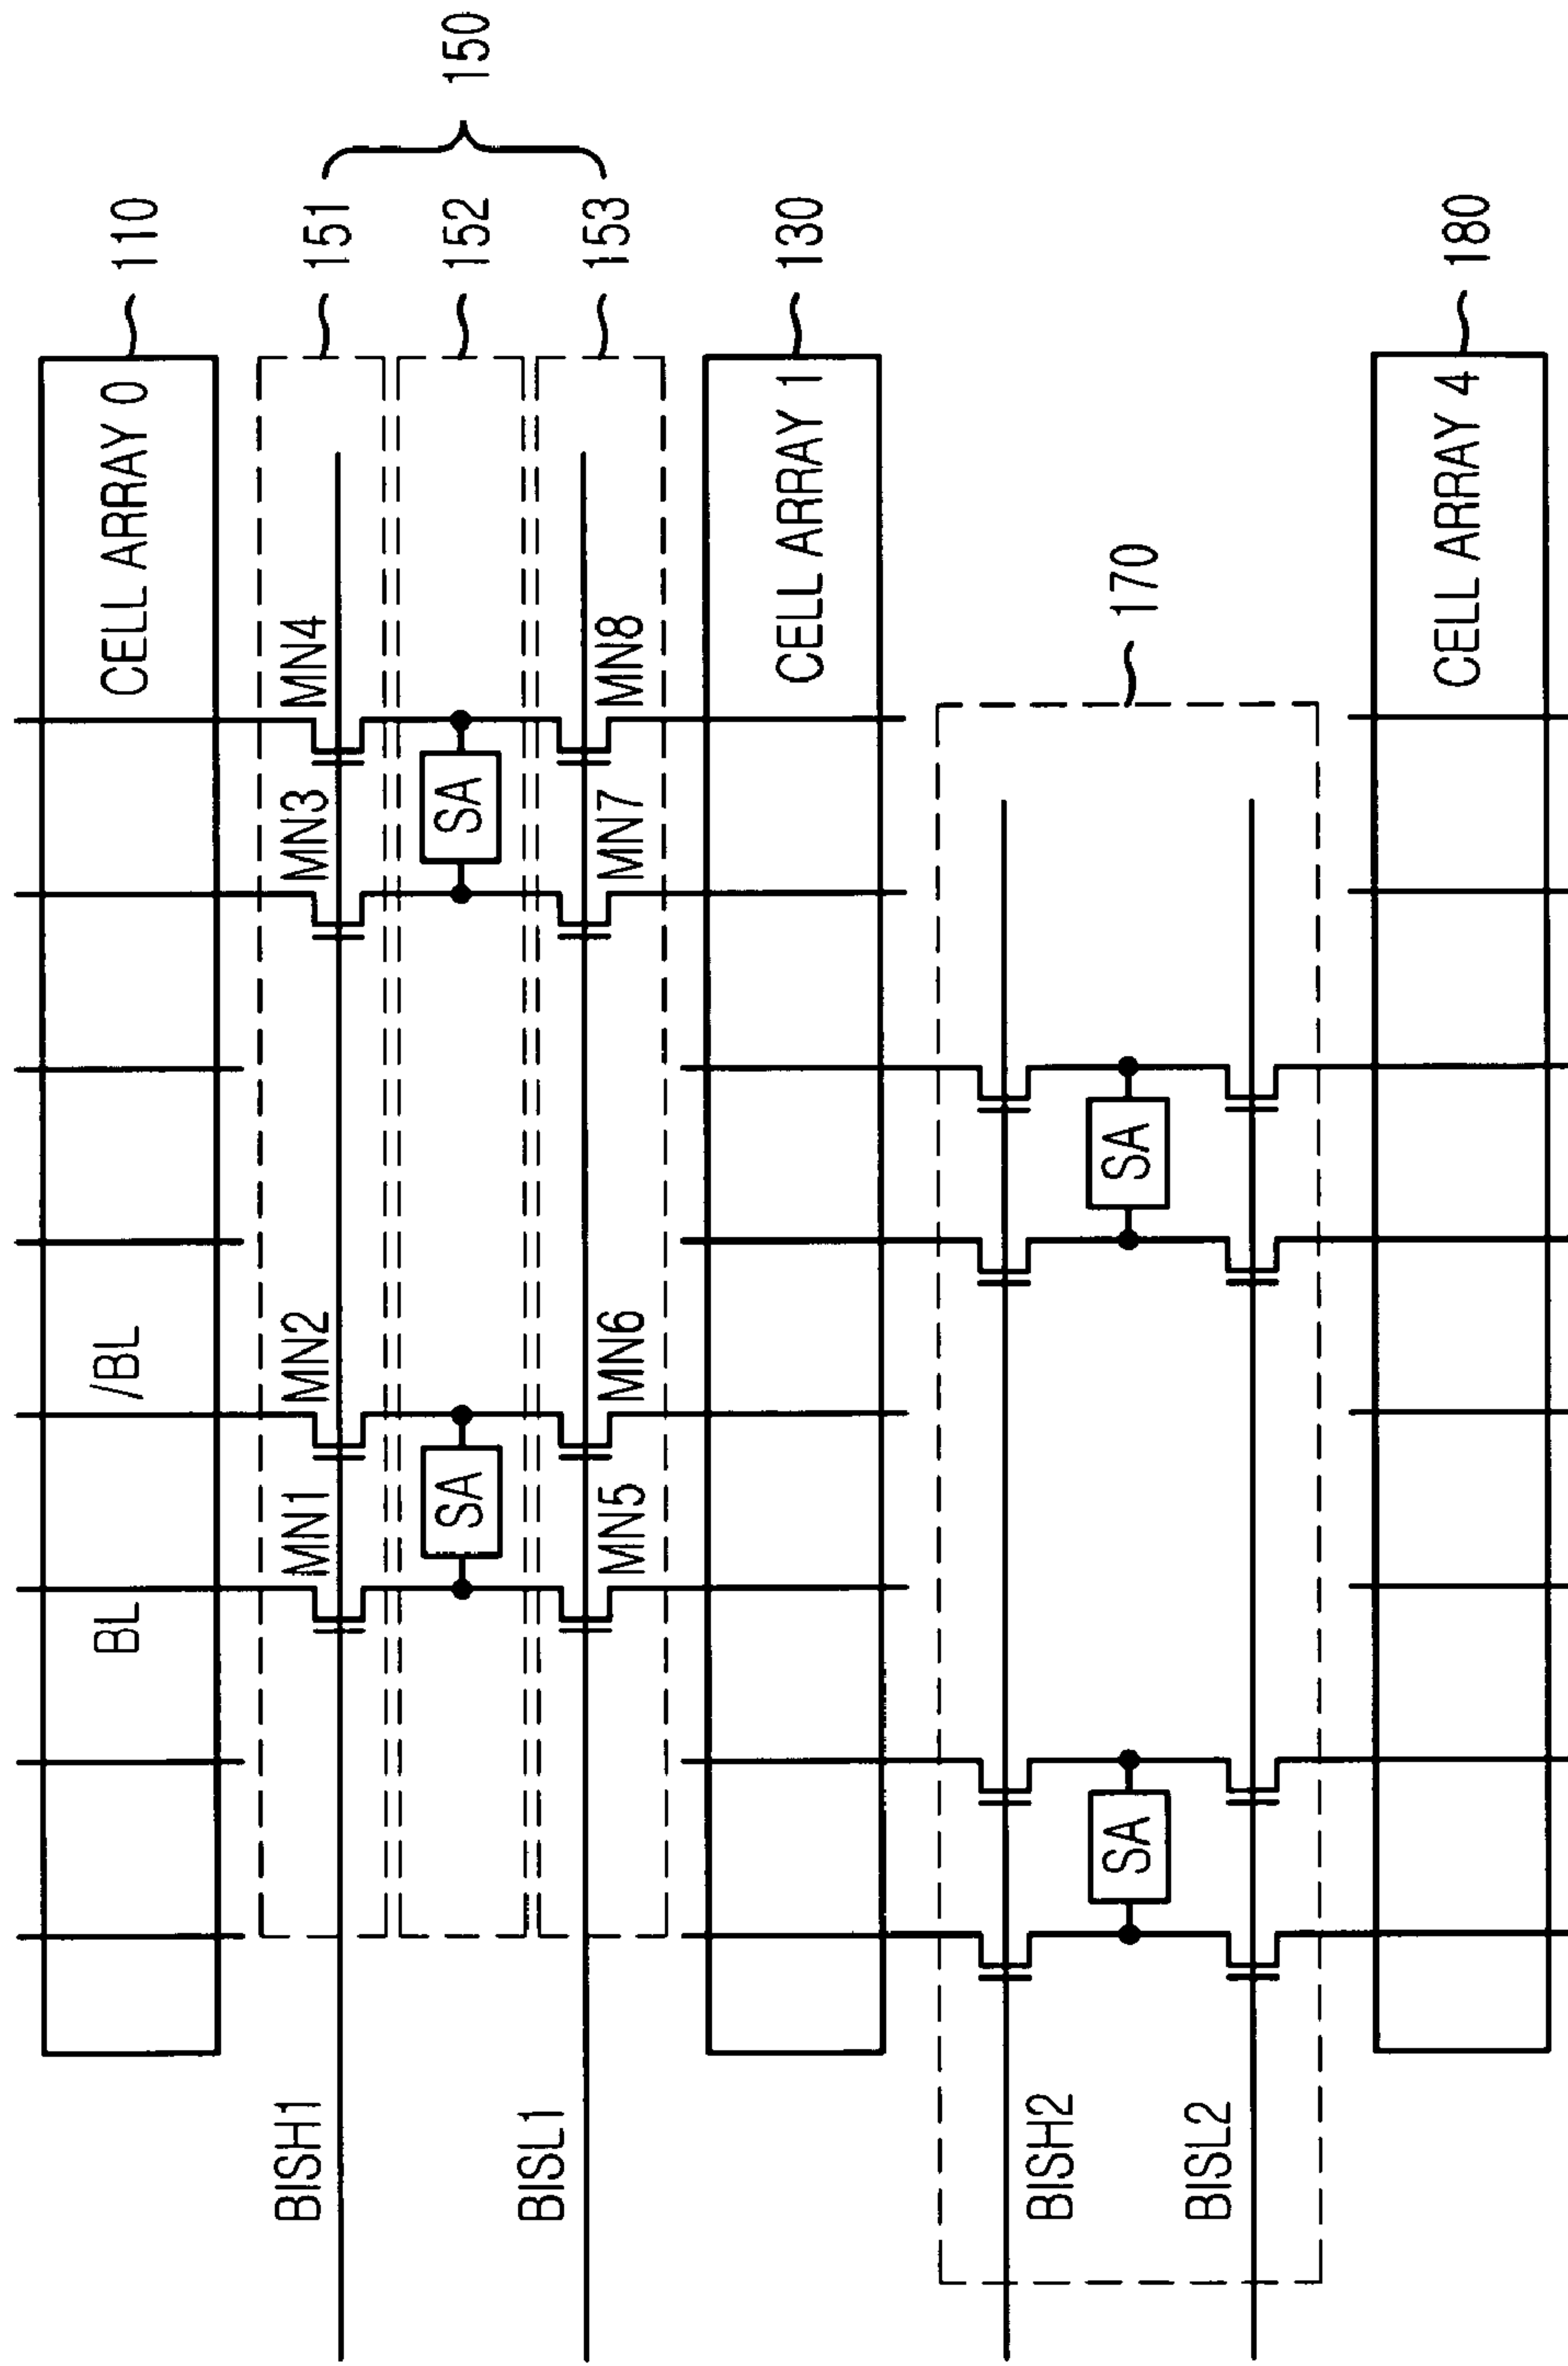 CELL ARRAY 0
110
BL
/BL
BISH1
MN1
MN2
MN3
MN4
151
SA
SA
152
150
BISL1
MN5
MN6
MN7
MN8
153
CELL ARRAY 1
130
BISH2
SA
SA
170
BISL2
CELL ARRAY 4
180